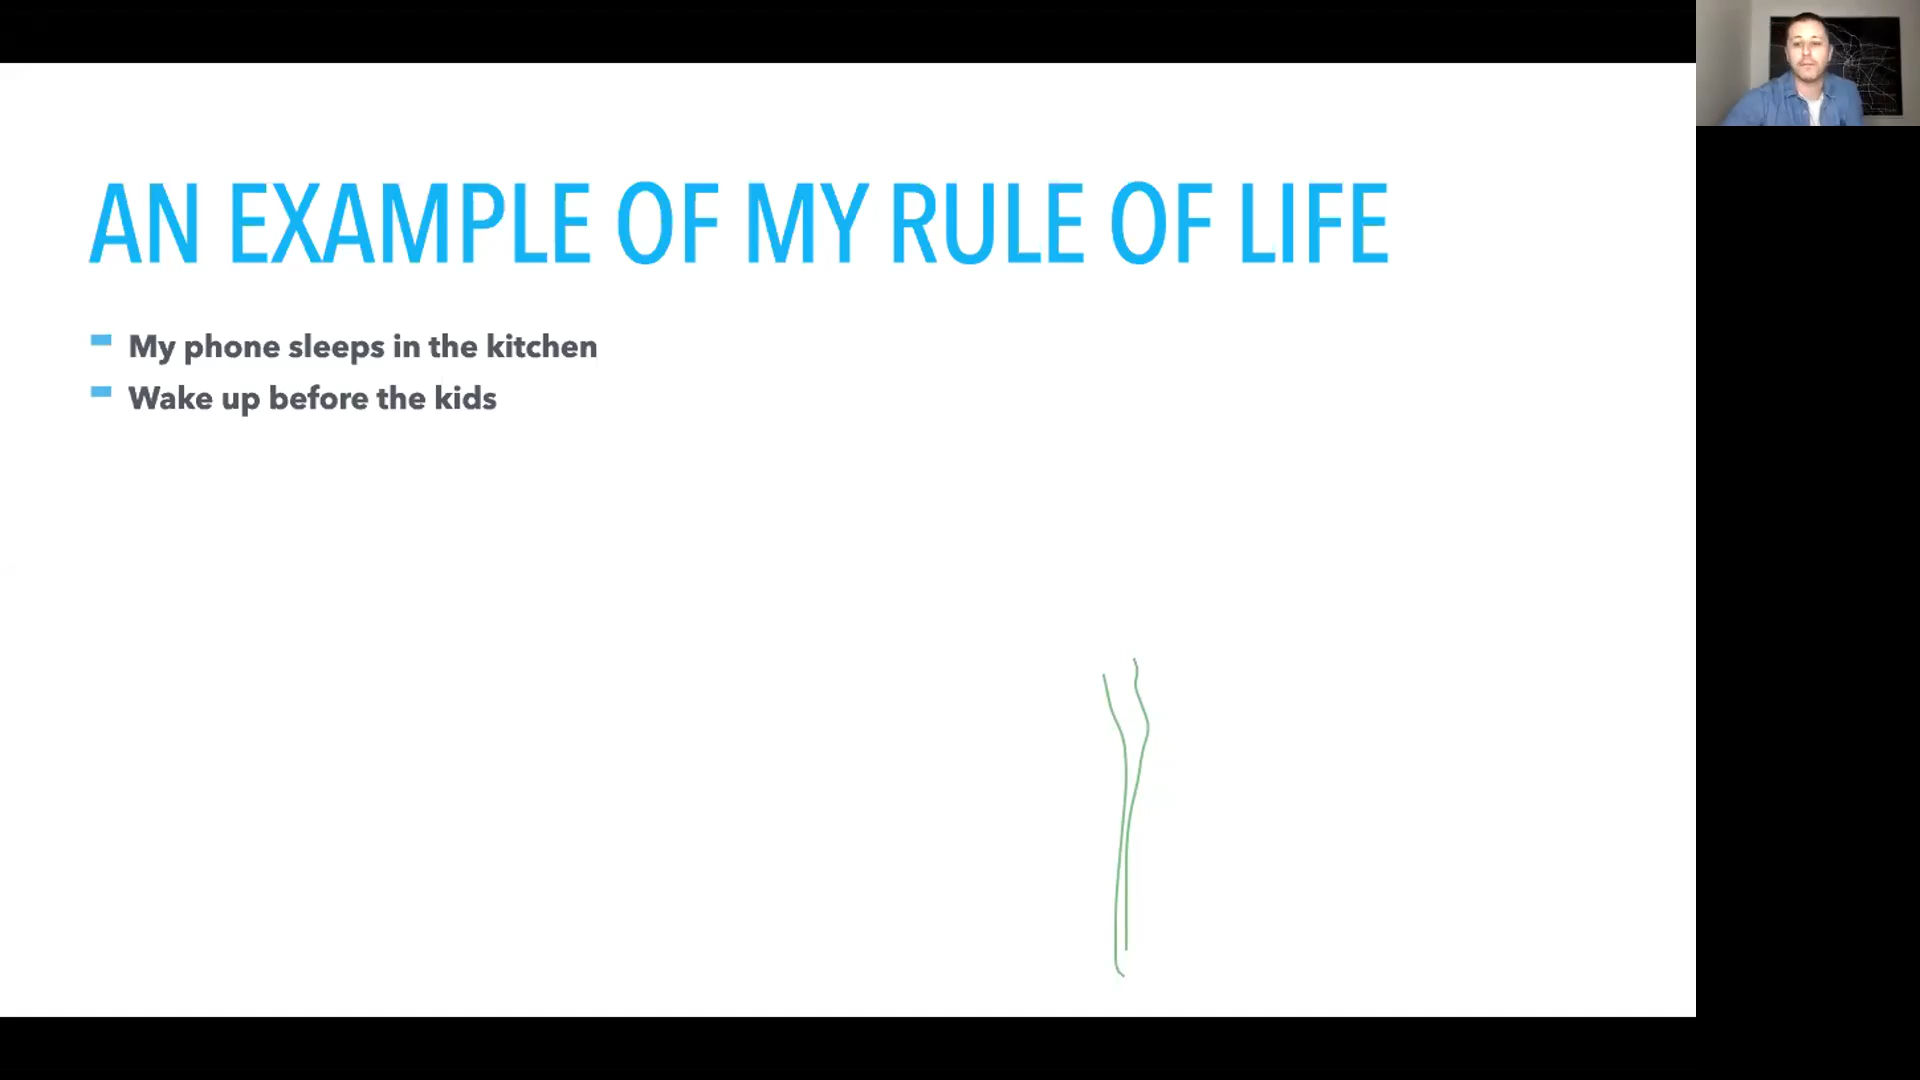 AN EXAMPLE OF MY RULE OF LIFE
My phone sleeps in the kitchen
Wake up before the kids